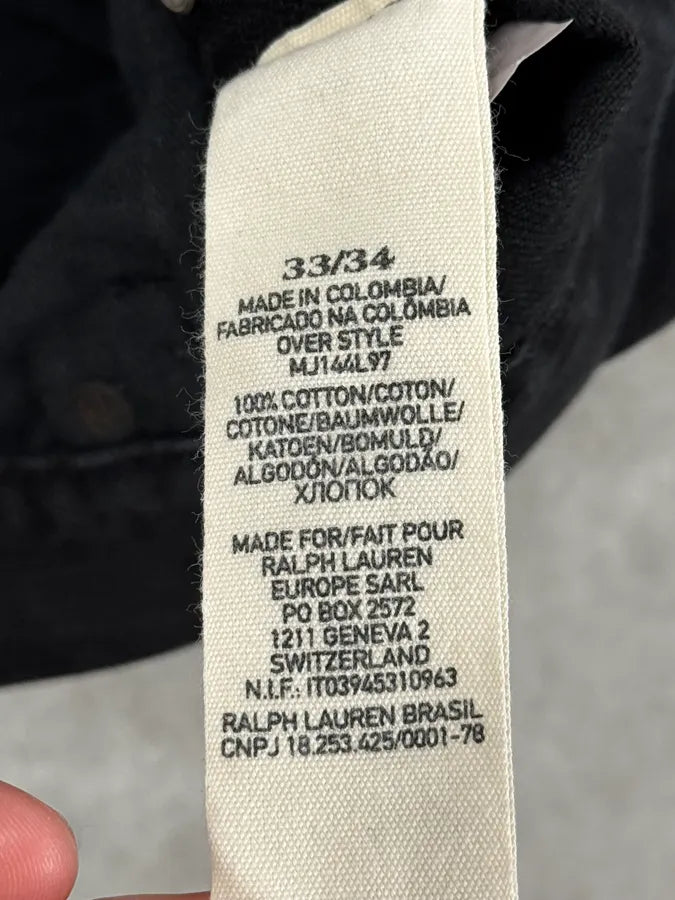 33/34
MADE IN COLOMBIA/
FABRICADO NA COLÔMBIA
OVER STYLE
MJ144L97
100% COTTON/COTON/
COTONE/BAUMWOLLE/
KATOEN/BOMULD/
ALGODÓN/ALGODÃO/
ХЛОПОК
MADE FOR/FAIT POUR
RALPH LAUREN
EUROPE SARL
PO BOX 2572
1211 GENEVA 2
SWITZERLAND
N.I.F.: IT03945310963
RALPH LAUREN BRASIL
CNPJ 18.253.425/0001-78